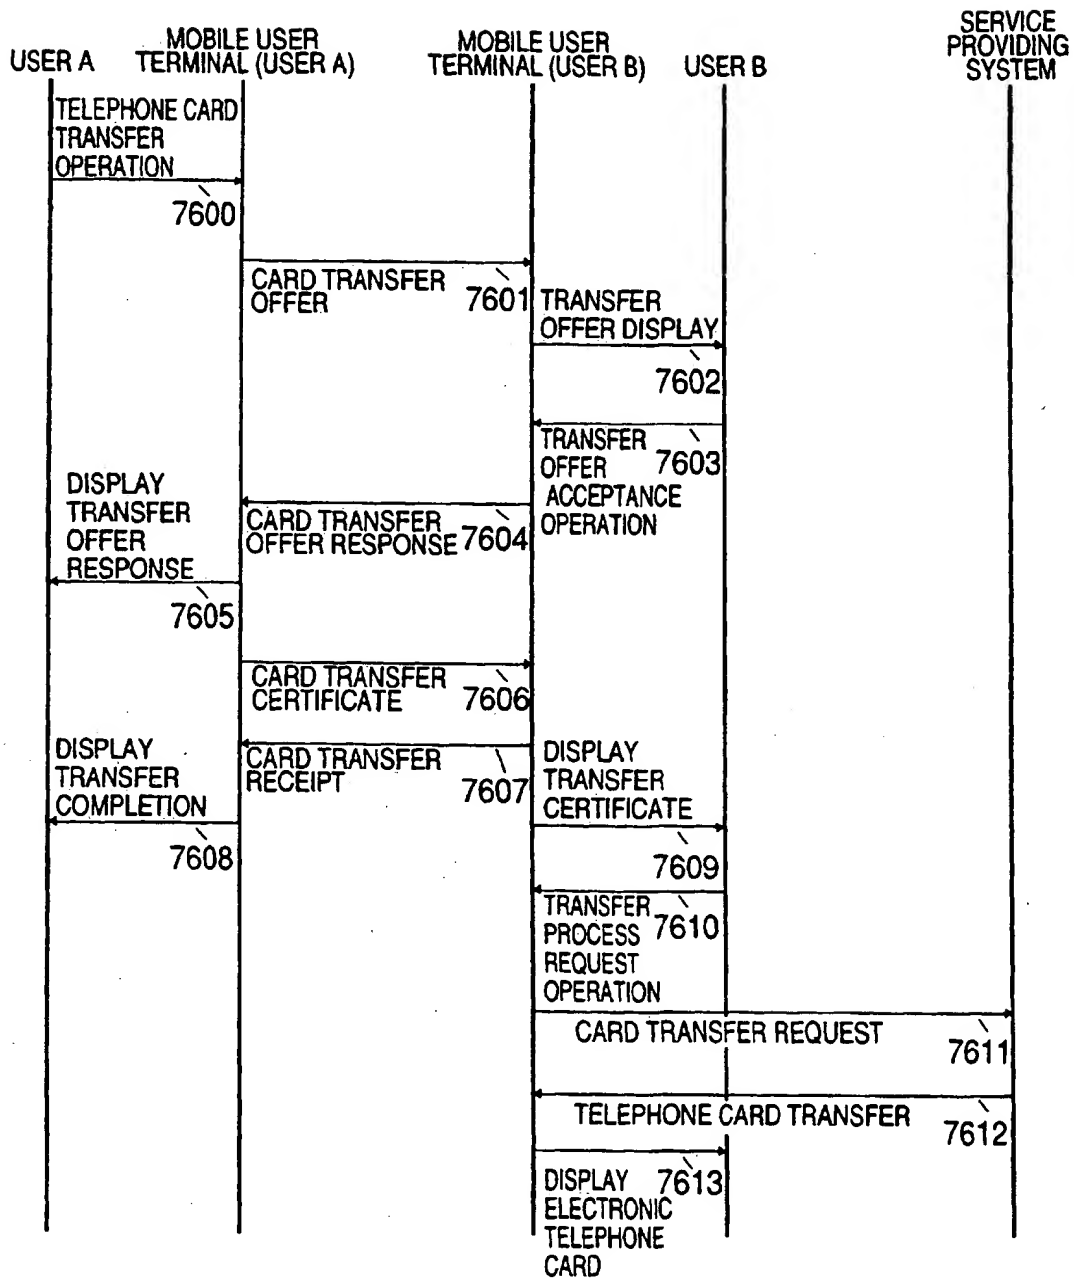 USER A
MOBILE USER
TERMINAL (USER A)
MOBILE USER
TERMINAL (USER B)
USER B
SERVICE
PROVIDING
SYSTEM
TELEPHONE CARD
TRANSFER
OPERATION
7600
CARD TRANSFER
OFFER
7601
TRANSFER
OFFER DISPLAY
7602
TRANSFER
OFFER
ACCEPTANCE
OPERATION
7603
CARD TRANSFER
OFFER RESPONSE
7604
DISPLAY
TRANSFER
OFFER
RESPONSE
7605
CARD TRANSFER
CERTIFICATE
7606
CARD TRANSFER
RECEIPT
7607
DISPLAY
TRANSFER
COMPLETION
7608
DISPLAY
TRANSFER
CERTIFICATE
7609
TRANSFER
PROCESS
REQUEST
OPERATION
7610
CARD TRANSFER REQUEST
7611
TELEPHONE CARD TRANSFER
7612
DISPLAY
ELECTRONIC
TELEPHONE
CARD
7613